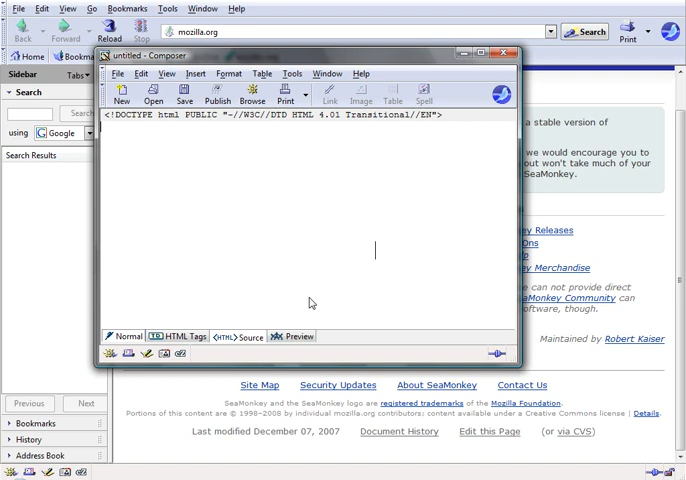 File Edit View Go Bookmarks Tools Window Help
Back Forward Reload Stop mozilla.org Search Print
Home
Sidebar Tabs
Search
using Google
Search Results
untitled - Composer
File Edit View Insert Format Table Tools Window Help
New Open Save Publish Browse Print Link Image Table Spell
<!DOCTYPE html PUBLIC "-//W3C//DTD HTML 4.01 Transitional//EN">
Normal HTML Tags <HTML> Source Preview
a stable version of
we would encourage you to
out won't take much of your
SeaMonkey.
Releases
Merchandise
can not provide direct
Community can
software, though.
Maintained by Robert Kaiser
Site Map Security Updates About SeaMonkey Contact Us
SeaMonkey and the SeaMonkey logo are registered trademarks of the Mozilla Foundation.
Portions of this content are © 1998–2008 by individual mozilla.org contributors: content available under a Creative Commons license | Details.
Last modified December 07, 2007 Document History Edit this Page (or via CVS)
Previous Next
Bookmarks
History
Address Book